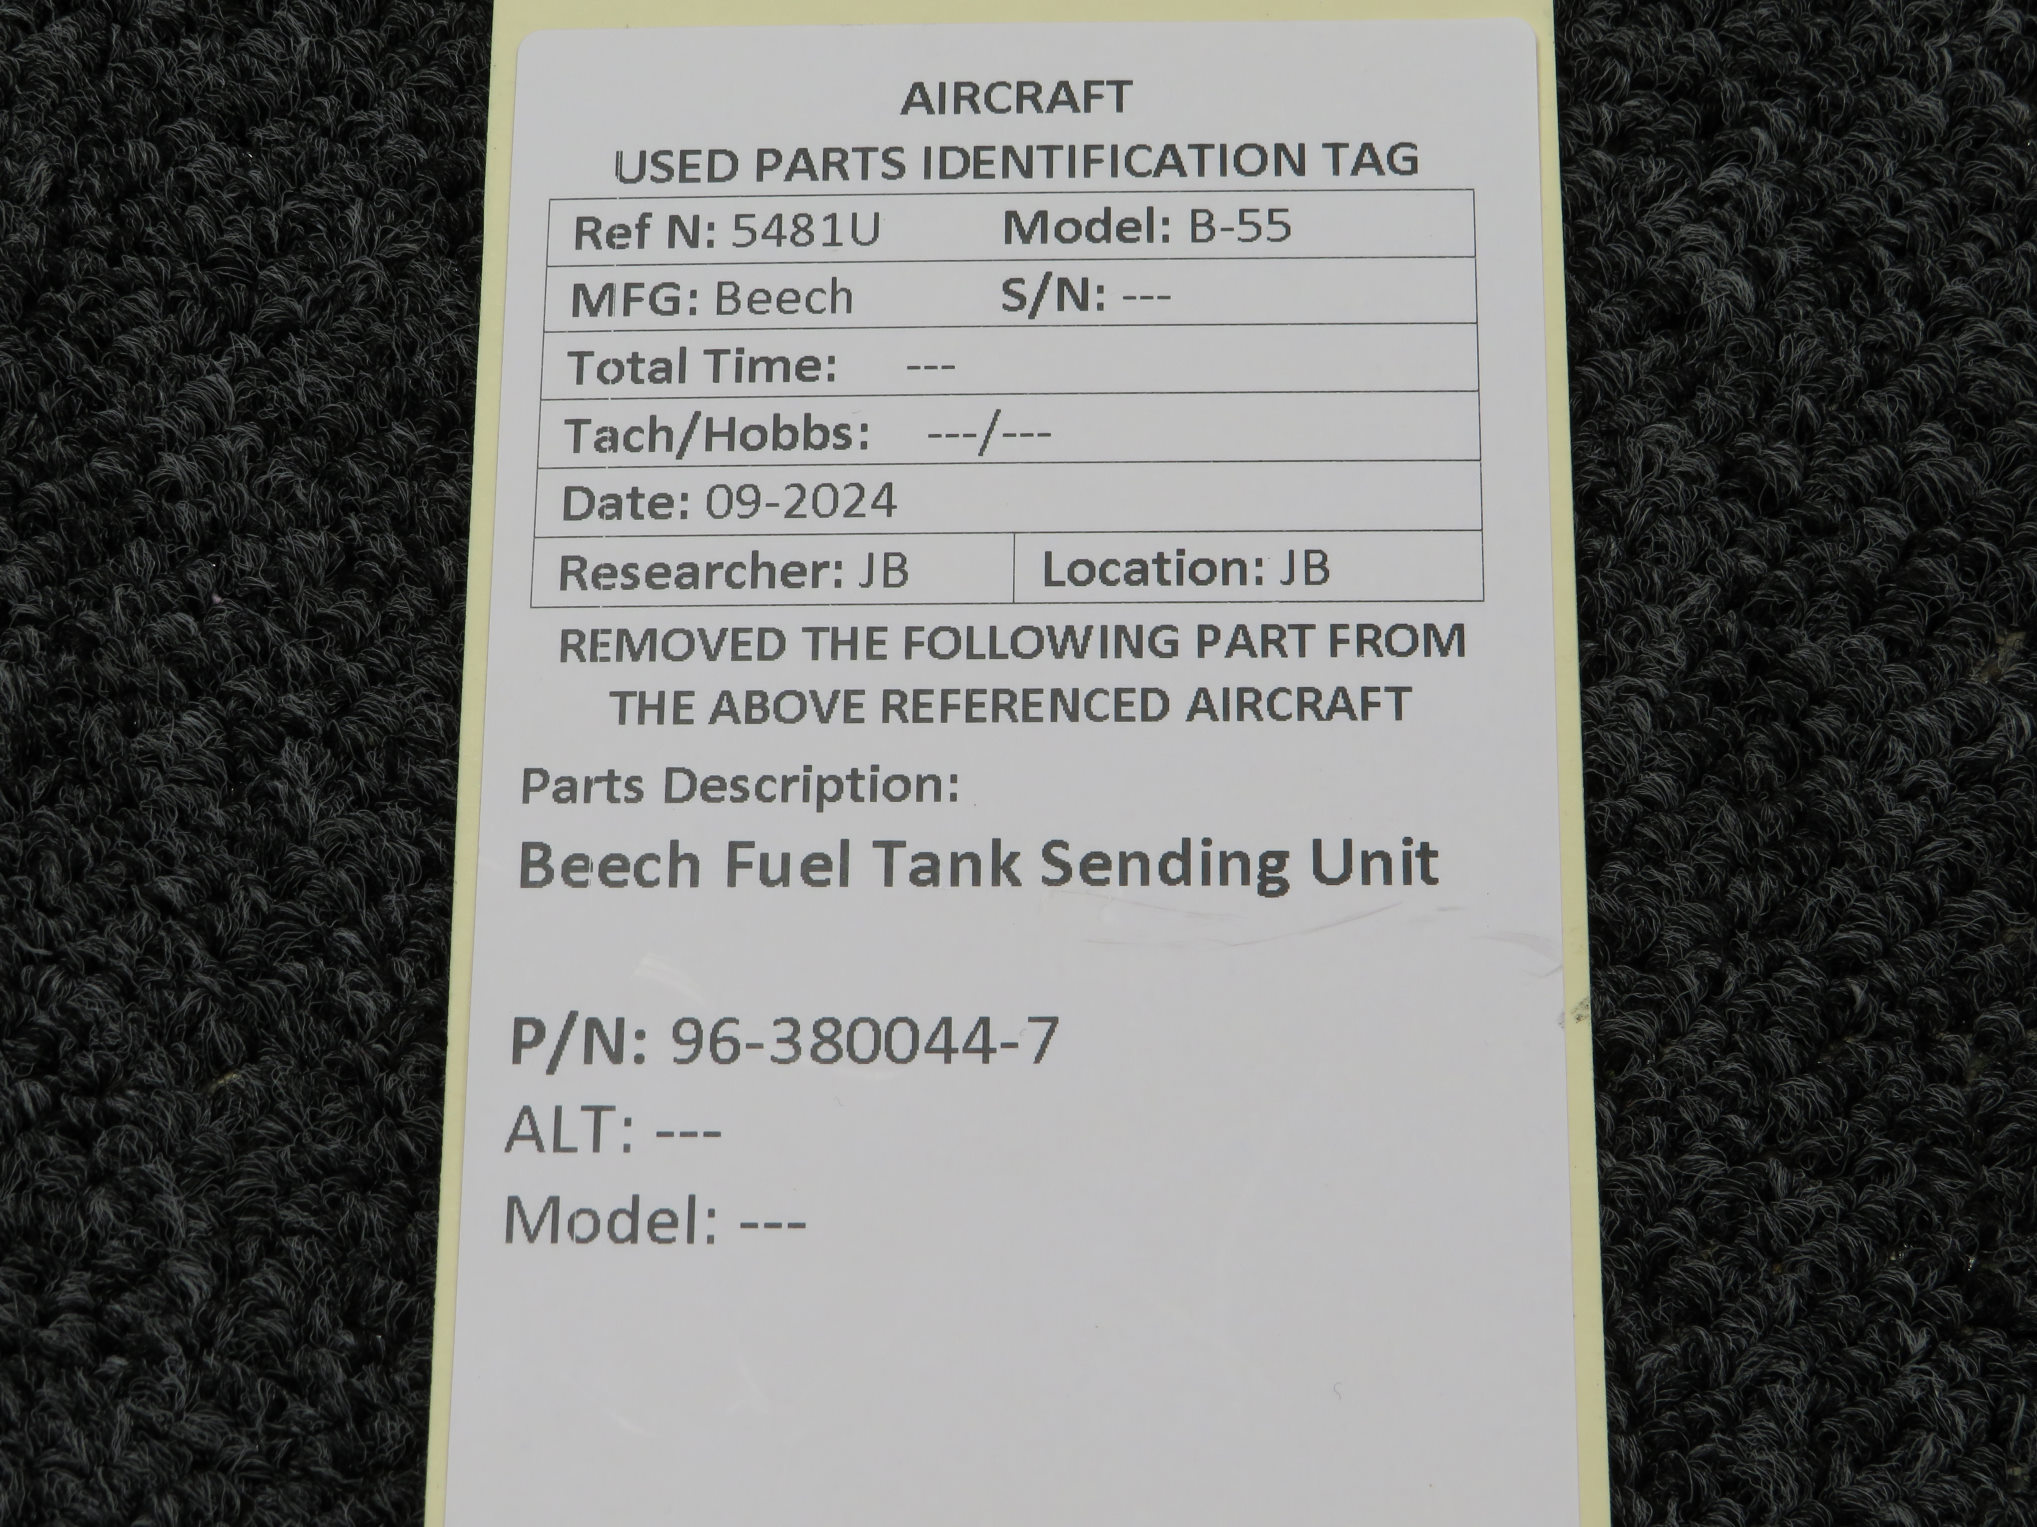 AIRCRAFT
USED PARTS IDENTIFICATION TAG
Ref N: 5481U Model: B-55
MFG: Beech S/N: ---
Total Time: ---
Tach/Hobbs: ---/---
Date: 09-2024
Researcher: JB Location: JB
REMOVED THE FOLLOWING PART FROM
THE ABOVE REFERENCED AIRCRAFT
Parts Description:
Beech Fuel Tank Sending Unit
P/N: 96-380044-7
ALT: ---
Model: ---